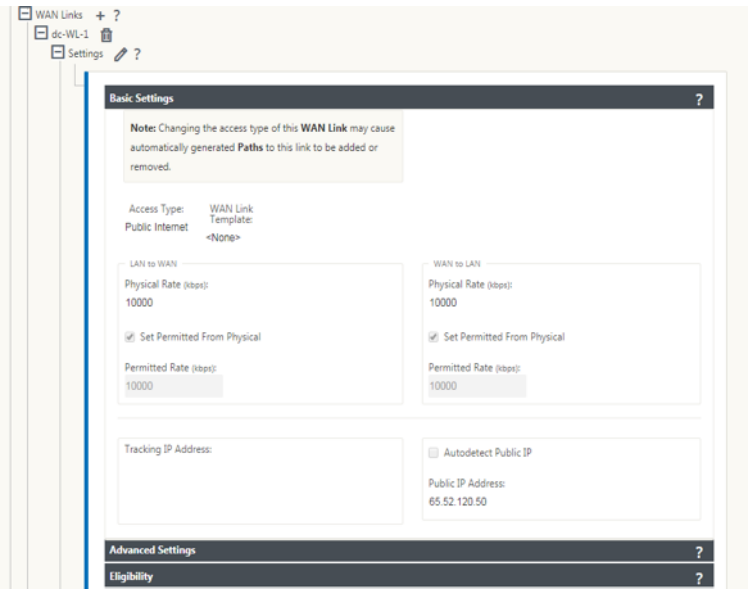 WAN Links + ?
dc-WL-1
Settings ?
Basic Settings ?
Note: Changing the access type of this WAN Link may cause
automatically generated Paths to this link to be added or
removed.
Access Type: WAN Link
Template:
Public Internet
<None>
LAN to WAN WAN to LAN
Physical Rate (kbps): Physical Rate (kbps):
10000 10000
Set Permitted From Physical Set Permitted From Physical
Permitted Rate (kbps): Permitted Rate (kbps):
10000 10000
Tracking IP Address: Autodetect Public IP
Public IP Address:
65.52.120.50
Advanced Settings ?
Eligibility ?